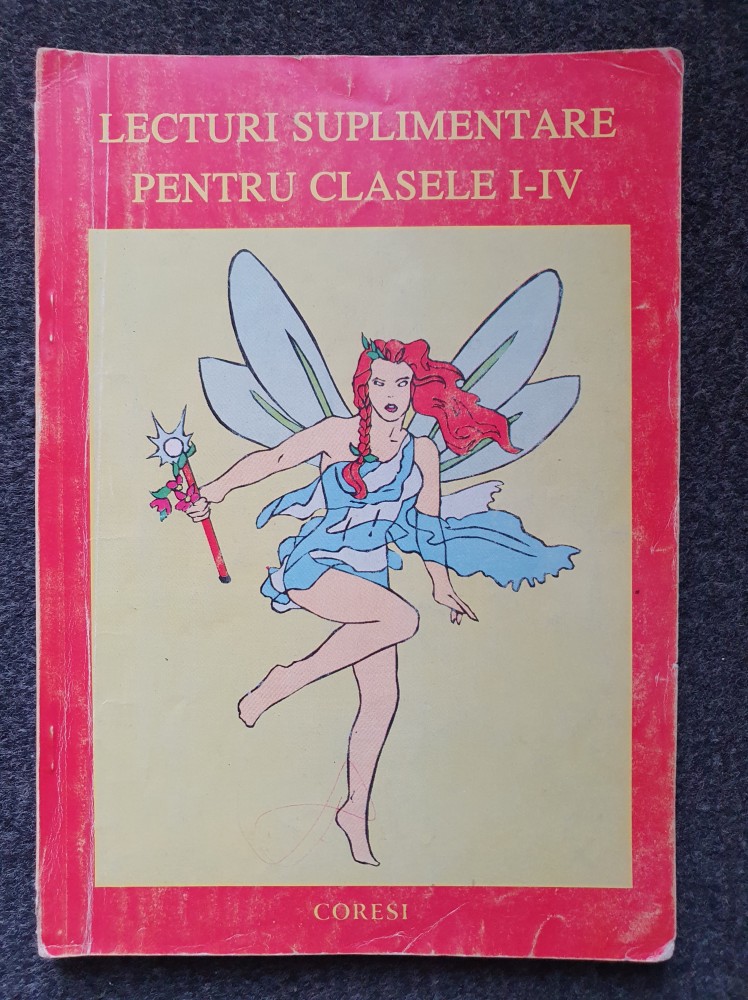 LECTURI SUPLIMENTARE
PENTRU CLASELE I-IV
CORESI